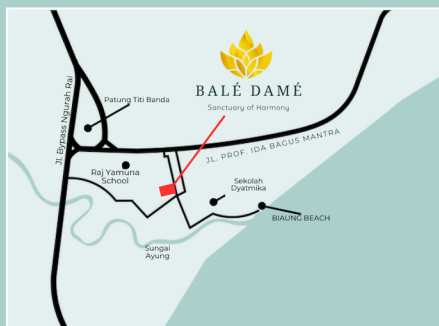 BALÉ DAMÉ
Sanctuary of Harmony
Jl. Bypass Ngurah Rai
Patung Titi Banda
JL. PROF. IDA BAGUS MANTRA
Raj Yamuna
School
Sekolah
Dyatmika
BIAUNG BEACH
Sungai
Ayung